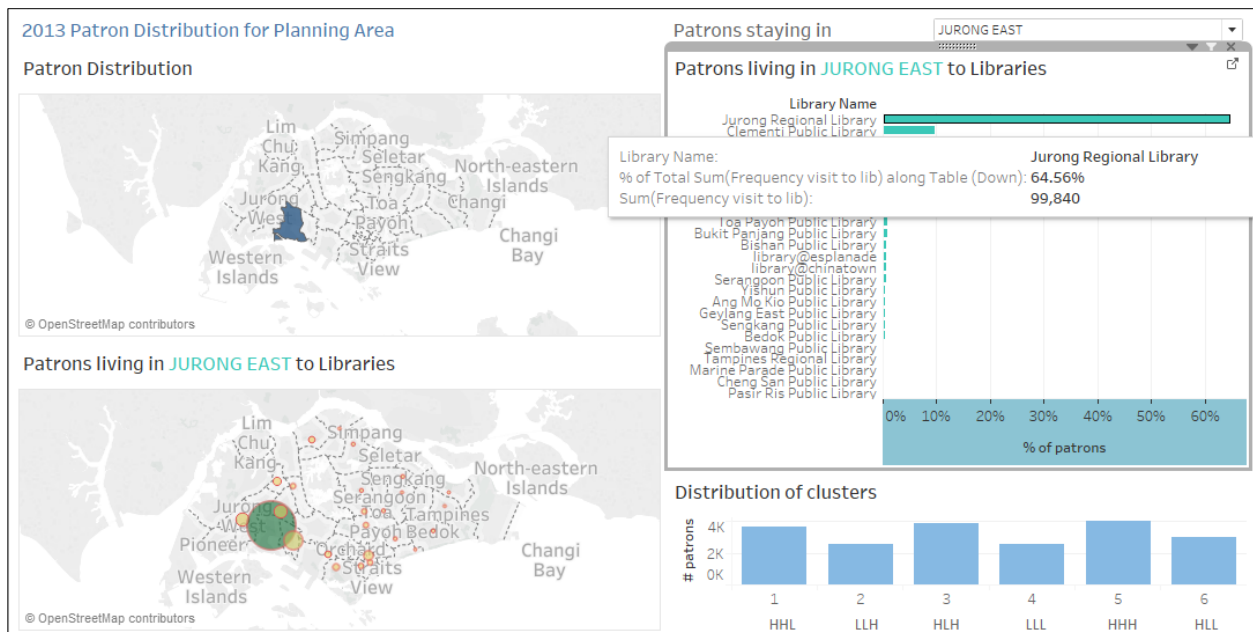 2013 Patron Distribution for Planning Area
Patron Distribution
Lim
Chu
Kang
Simpang
Seletar
Sengkang
North-eastern
Islands
Changi
Jurong
West
Toa
Payoh
Straits
View
Changi
Bay
Western
Islands
© OpenStreetMap contributors
Patrons living in JURONG EAST to Libraries
Lim
Chu
Kang
Simpang
Seletar
Sengkang
North-eastern
Islands
Serangoon
Jurong
West
Toa
Payoh
Tampines
Bedok
Pioneer
Orchard
Straits
View
Changi
Bay
Western
Islands
© OpenStreetMap contributors
Patrons staying in
JURONG EAST
Patrons living in JURONG EAST to Libraries
Library Name
Jurong Regional Library
Clementi Public Library
Library Name: Jurong Regional Library
% of Total Sum(Frequency visit to lib) along Table (Down): 64.56%
Sum(Frequency visit to lib): 99,840
Toa Payoh Public Library
Bukit Panjang Public Library
Bishan Public Library
library@esplanade
library@chinatown
Serangoon Public Library
Yishun Public Library
Ang Mo Kio Public Library
Geylang East Public Library
Sengkang Public Library
Bedok Public Library
Sembawang Public Library
Tampines Regional Library
Marine Parade Public Library
Cheng San Public Library
Pasir Ris Public Library
0% 10% 20% 30% 40% 50% 60%
% of patrons
Distribution of clusters
# patrons
4K
2K
0K
1 2 3 4 5 6
HHL LLH HLH LLL HHH HLL